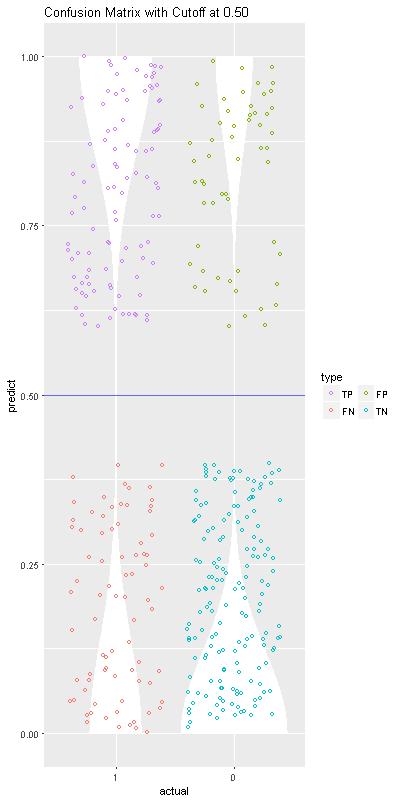 Confusion Matrix with Cutoff at 0.50
1.00
0.75
predict
0.50
0.25
0.00
1 0
actual
type
TP FP
FN TN